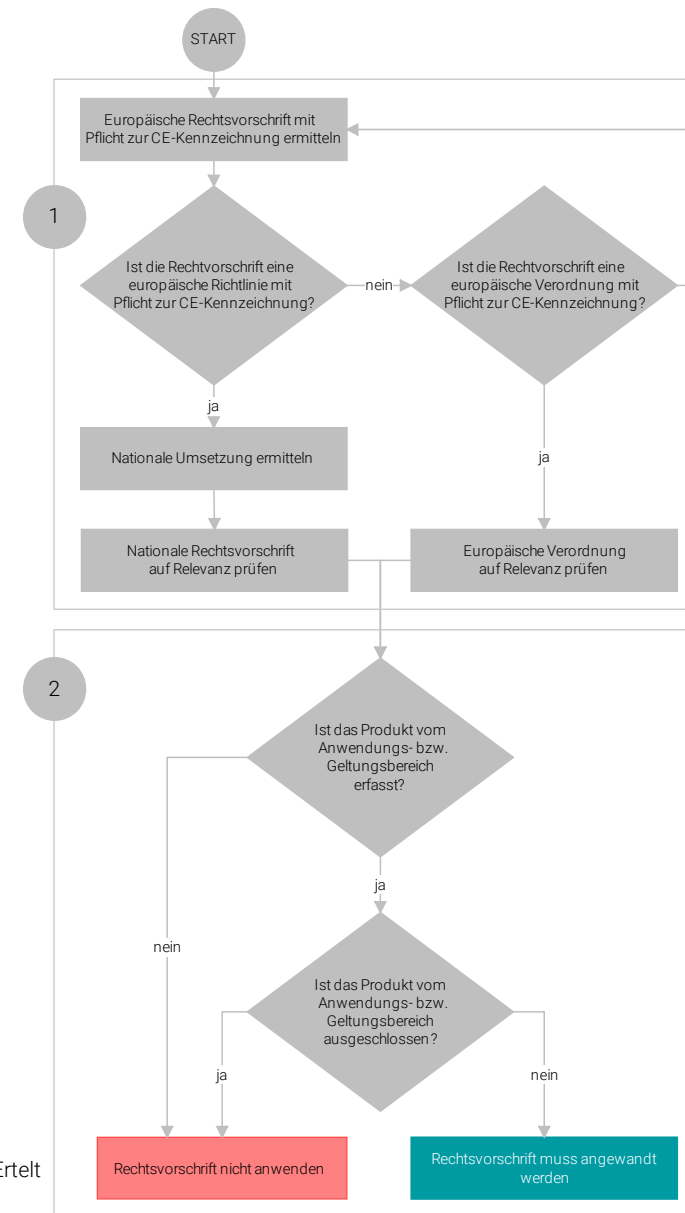 START
Europäische Rechtsvorschrift mit
Pflicht zur CE-Kennzeichnung ermitteln
1
Ist die Rechtvorschrift eine
europäische Richtlinie mit
Pflicht zur CE-Kennzeichnung?
nein
Ist die Rechtvorschrift eine
europäische Verordnung mit
Pflicht zur CE-Kennzeichnung?
ja
Nationale Umsetzung ermitteln
ja
Nationale Rechtsvorschrift
auf Relevanz prüfen
Europäische Verordnung
auf Relevanz prüfen
2
Ist das Produkt vom
Anwendungs- bzw.
Geltungsbereich
erfasst?
ja
nein
Ist das Produkt vom
Anwendungs- bzw.
Geltungsbereich
ausgeschlossen?
ja
nein
Ertelt
Rechtsvorschrift nicht anwenden
Rechtsvorschrift muss angewandt
werden